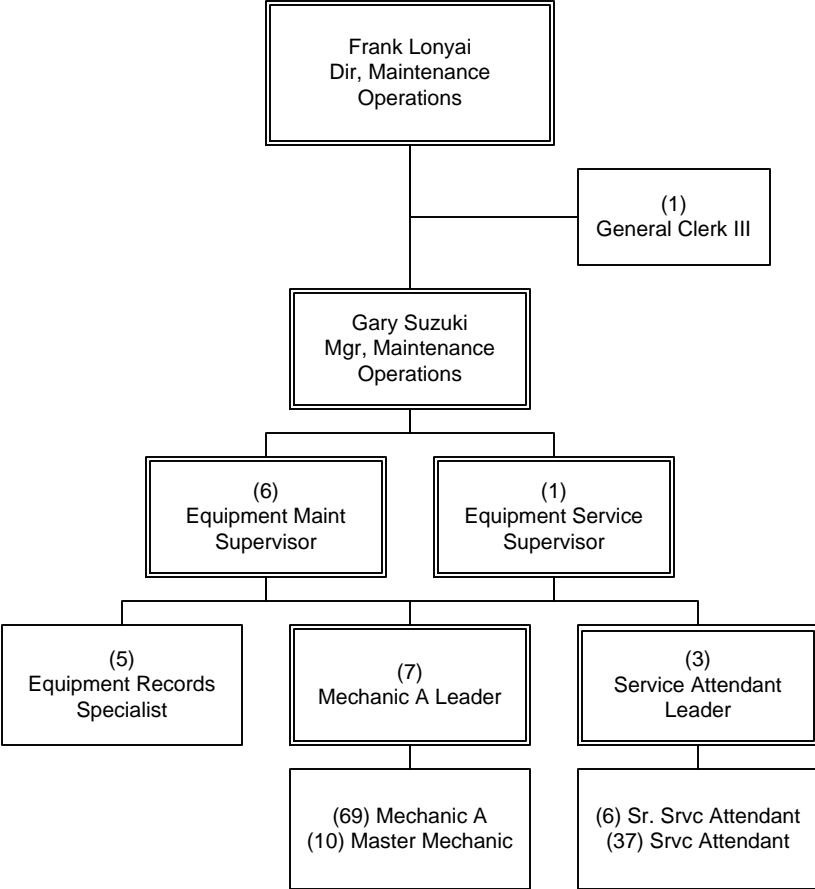 Frank Lonyai
Dir, Maintenance
Operations
(1)
General Clerk III
Gary Suzuki
Mgr, Maintenance
Operations
(6)
Equipment Maint
Supervisor
(1)
Equipment Service
Supervisor
(5)
Equipment Records
Specialist
(7)
Mechanic A Leader
(3)
Service Attendant
Leader
(69) Mechanic A
(10) Master Mechanic
(6) Sr. Srvc Attendant
(37) Srvc Attendant